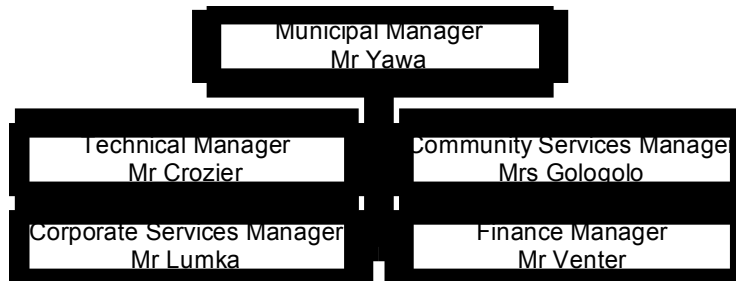 Municipal Manager
Mr Yawa
Technical Manager
Mr Crozier
Community Services Manager
Mrs Gologolo
Corporate Services Manager
Mr Lumka
Finance Manager
Mr Venter